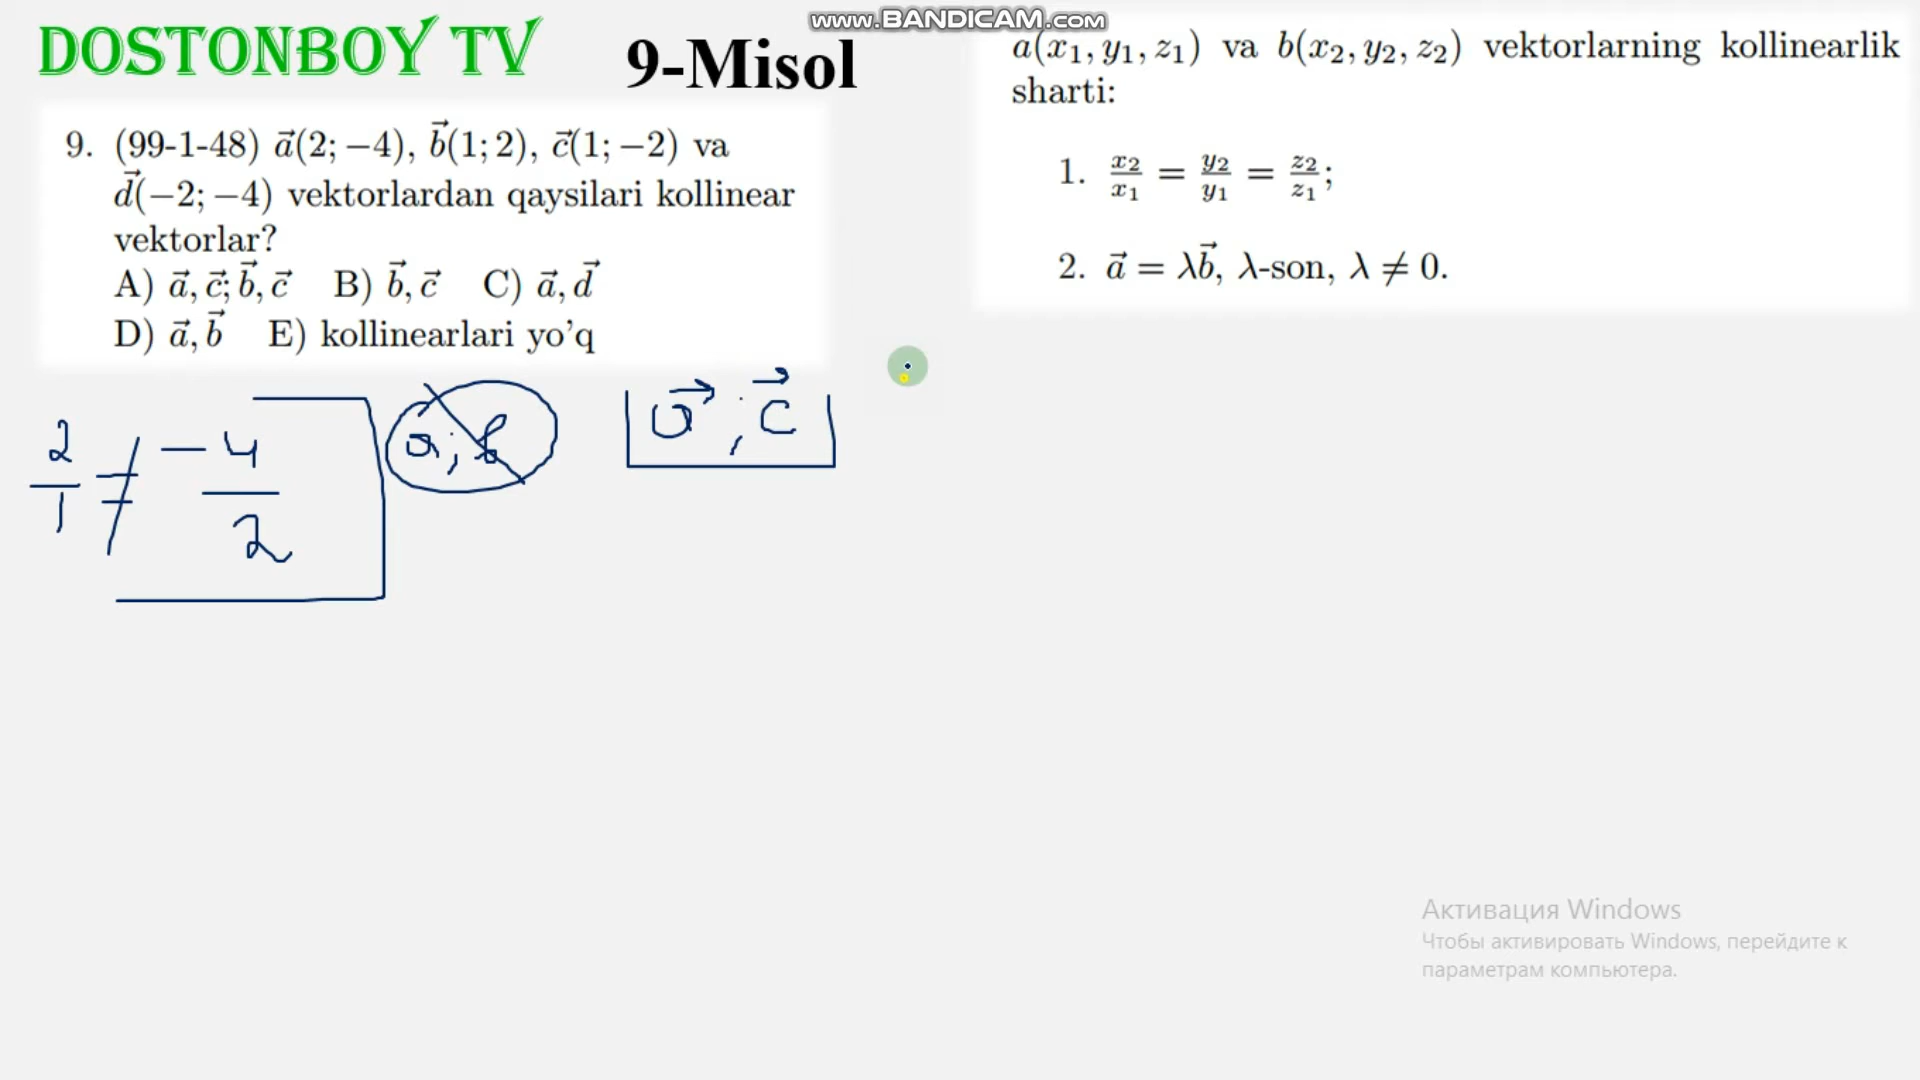 www.BANDICAM.com
DOSTONBOY TV
9-Misol
9. (99-1-48) a⃗(2; −4), b⃗(1; 2), c⃗(1; −2) va
d⃗(−2; −4) vektorlardan qaysilari kollinear
vektorlar?
A) a⃗, c⃗; b⃗, c⃗ B) b⃗, c⃗ C) a⃗, d⃗
D) a⃗, b⃗ E) kollinearlari yo'q
a(x₁, y₁, z₁) va b(x₂, y₂, z₂) vektorlarning kollinearlik
sharti:
1. x₂/x₁ = y₂/y₁ = z₂/z₁;
2. a⃗ = λb⃗, λ-son, λ ≠ 0.
2/1 ≠ −4/2
a; b
a⃗, c⃗
Активация Windows
Чтобы активировать Windows, перейдите к
параметрам компьютера.